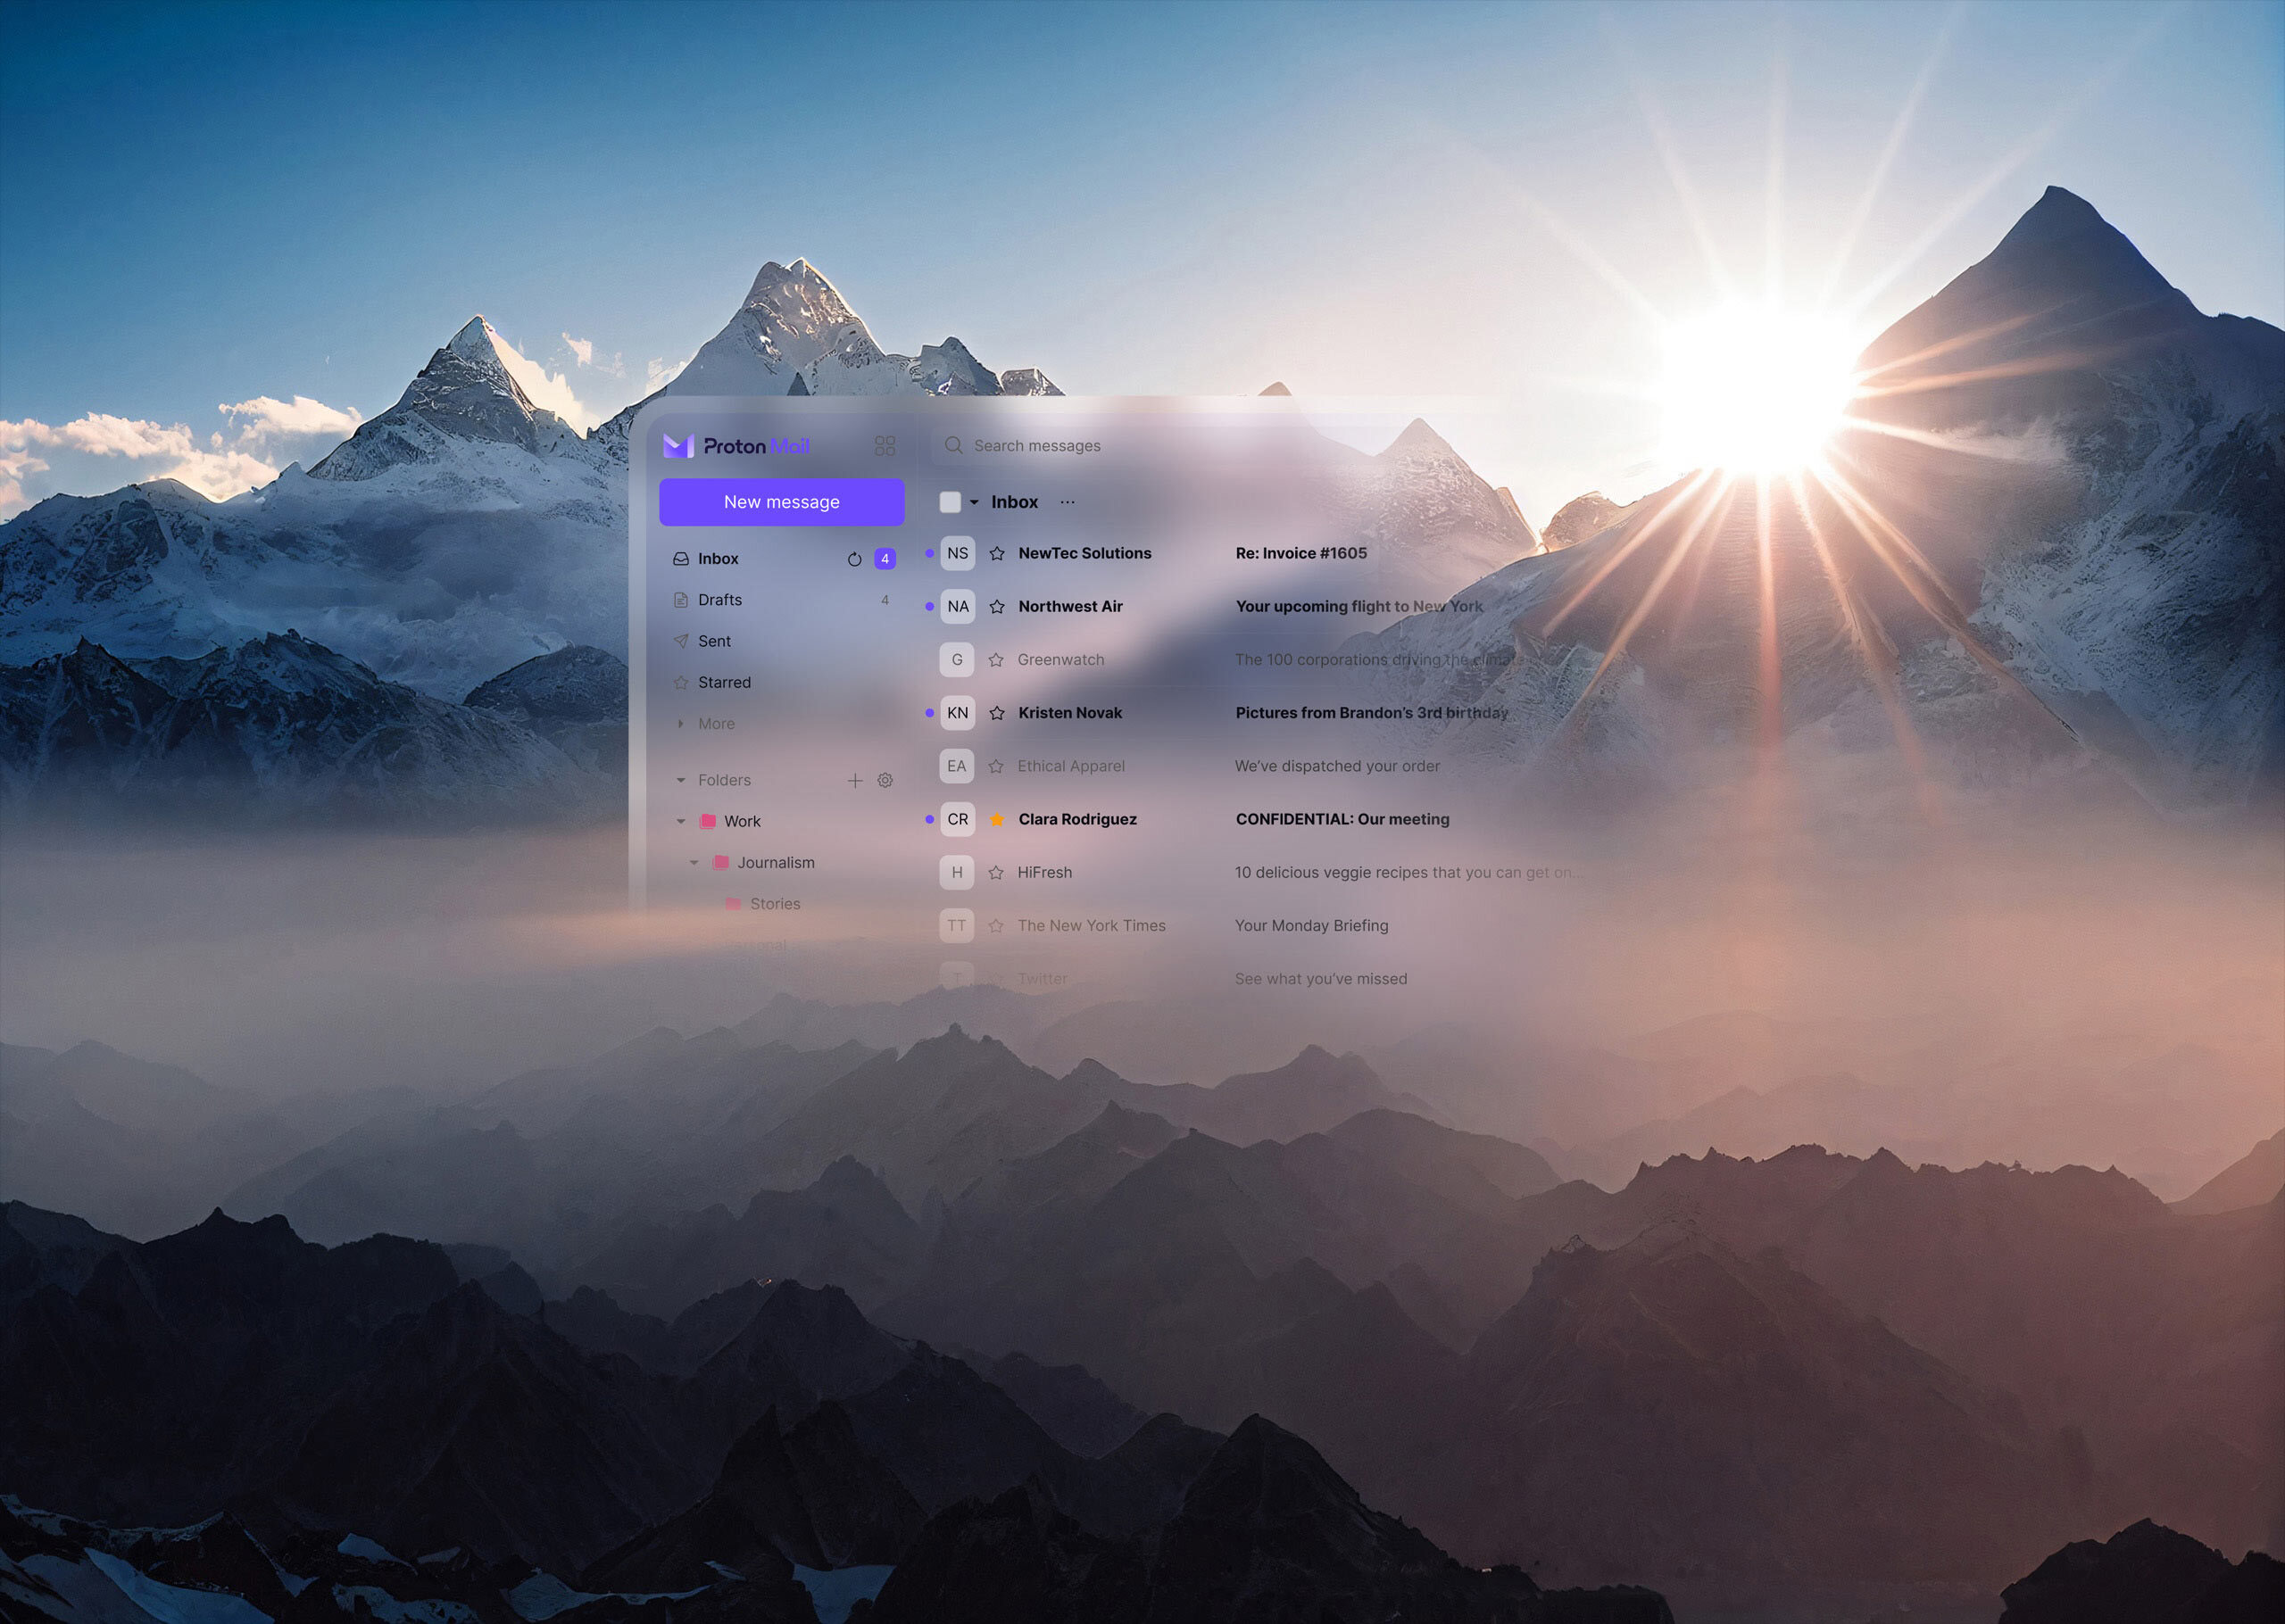 Proton Mail
Search messages
New message
Inbox ...
Inbox 4
Drafts 4
Sent
Starred
More
Folders
Work
Journalism
Stories
Legal
NS NewTec Solutions Re: Invoice #1605
NA Northwest Air Your upcoming flight to New York
G Greenwatch The 100 corporations driving the climate
KN Kristen Novak Pictures from Brandon’s 3rd birthday
EA Ethical Apparel We’ve dispatched your order
CR Clara Rodriguez CONFIDENTIAL: Our meeting
H HiFresh 10 delicious veggie recipes that you can get on...
TT The New York Times Your Monday Briefing
T Twitter See what you’ve missed